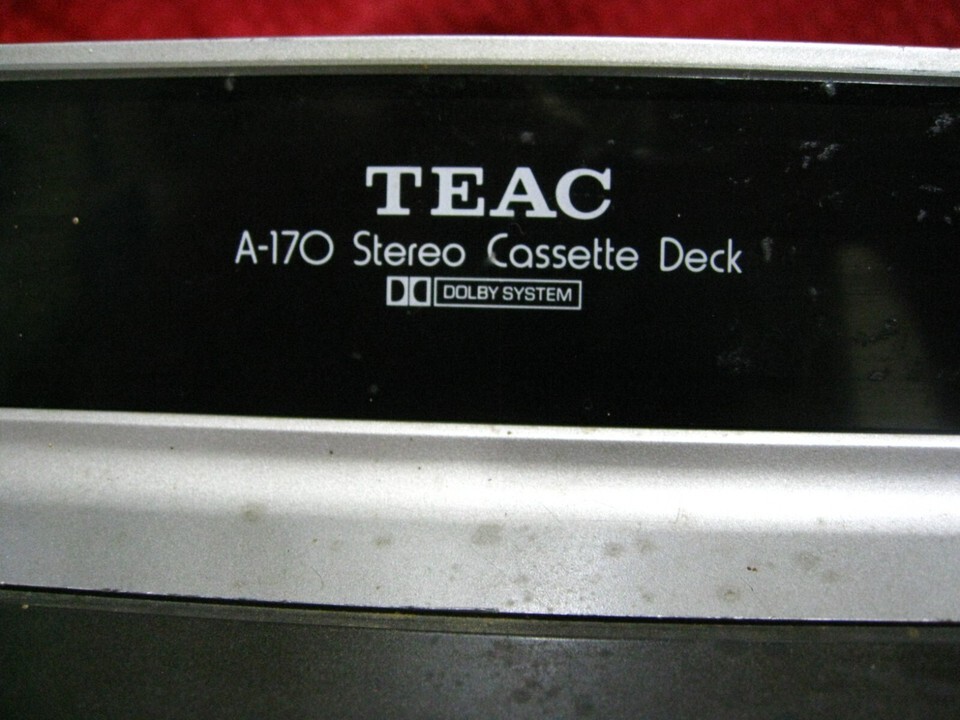 TEAC
A-170 Stereo Cassette Deck
DOLBY SYSTEM